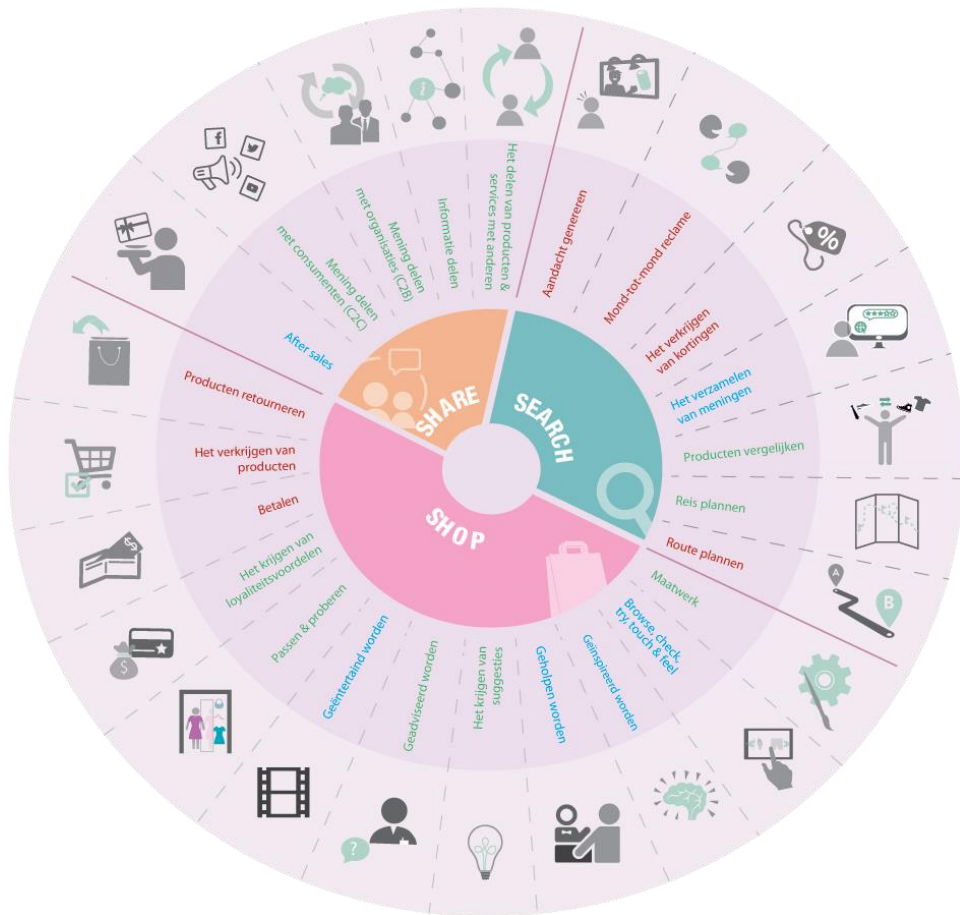 SEARCH
Aandacht genereren
Mond-tot-mond reclame
Het verkrijgen
van kortingen
Het verzamelen
van meningen
Producten vergelijken
Reis plannen
Route plannen
SHOP
Maatwerk
Browse, check,
try, touch & feel
Geïnspireerd worden
Geholpen worden
Het krijgen van
suggesties
Geadviseerd worden
Geëntertaind worden
Passen & proberen
Het krijgen van
loyaliteitsvoordelen
Betalen
Het verkrijgen van
producten
Producten retourneren
SHARE
After sales
Mening delen
met consumenten (C2C)
Mening delen
met organisaties (C2B)
Informatie delen
Het delen van producten &
services met anderen
%
A
B
?
$
$
f
i